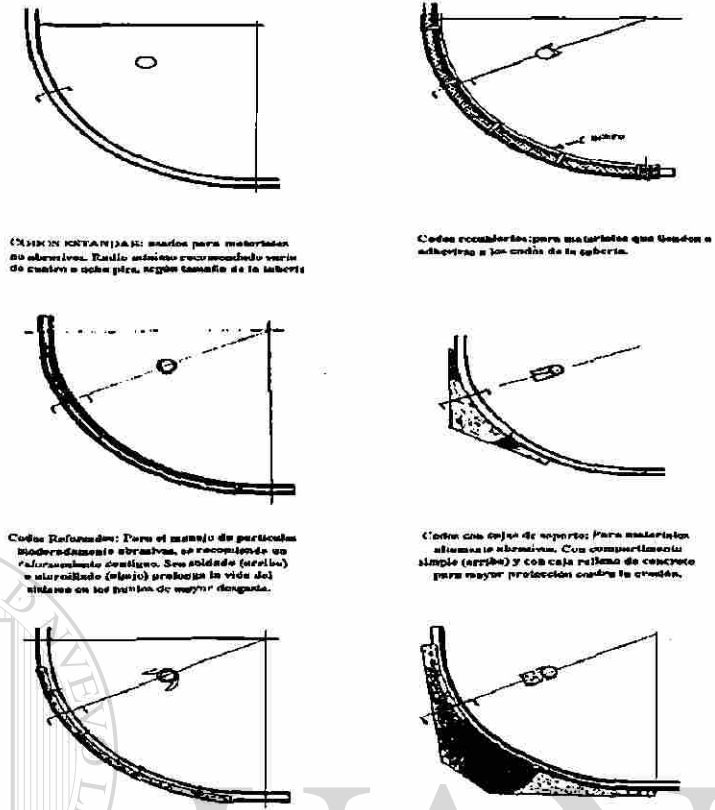 CODOS ESTANDAR: usados para materiales
no abrasivos. Radio mínimo recomendado varía
de cuatro a ocho pies, según tamaño de la tubería
Codos recubiertos: para materiales que tienden a
adherirse a los codos de la tubería.
Codos Reforzados: Para el manejo de partículas
moderadamente abrasivas, se recomienda un
reforzamiento contiguo. Sea soldado (arriba)
o atornillado (abajo) prolonga la vida del
sistema en los puntos de mayor desgaste.
Codos con cajas de soporte: Para materiales
altamente abrasivos. Con compartimento
simple (arriba) y con caja relleno de concreto
para mayor protección contra la erosión.